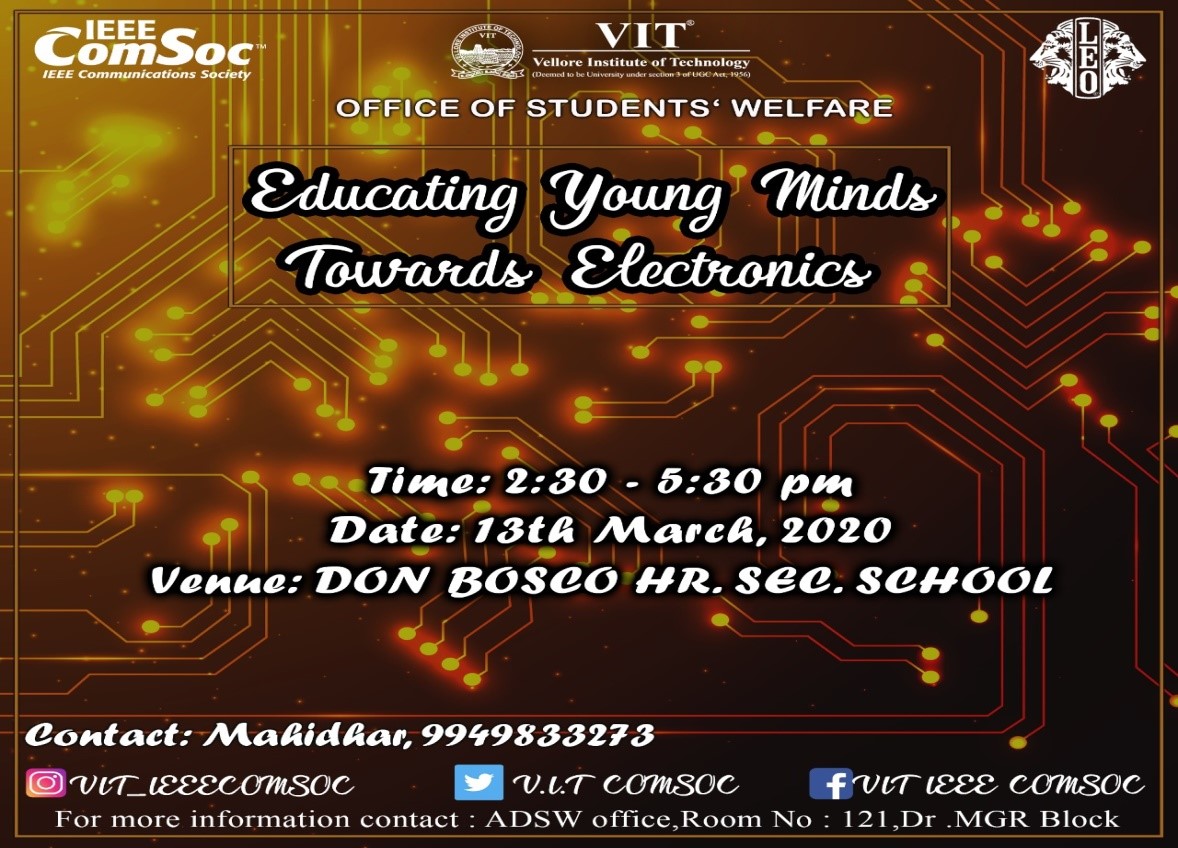 IEEE
ComSoc™
IEEE Communications Society
VIT
VIT®
Vellore Institute of Technology
(Deemed to be University under section 3 of UGC Act, 1956)
LEO
OFFICE OF STUDENTS‘ WELFARE
Educating Young Minds
Towards Electronics
Time: 2:30 - 5:30 pm
Date: 13th March, 2020
Venue: DON BOSCO HR. SEC. SCHOOL
Contact: Mahidhar, 9949833273
VIT_IEEECOMSOC
V.I.T COMSOC
VIT IEEE COMSOC
For more information contact : ADSW office,Room No : 121,Dr .MGR Block